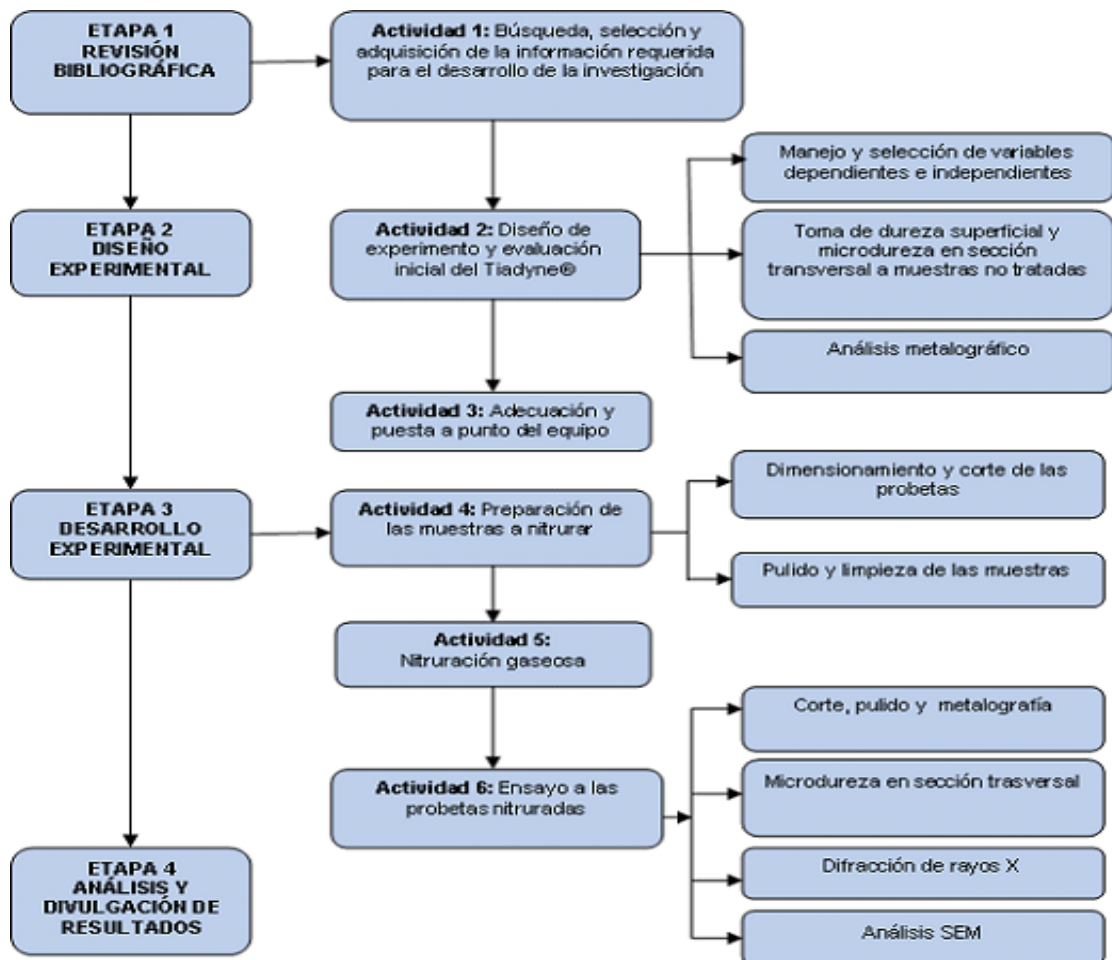 ETAPA 1
REVISIÓN
BIBLIOGRÁFICA
Actividad 1: Búsqueda, selección y
adquisición de la información requerida
para el desarrollo de la investigación
Manejo y selección de variables
dependientes e independientes
ETAPA 2
DISEÑO
EXPERIMENTAL
Actividad 2: Diseño de
experimento y evaluación
inicial del Tiadyne®
Toma de dureza superficial y
microdureza en sección
transversal a muestras no tratadas
Análisis metalográfico
Actividad 3: Adecuación y
puesta a punto del equipo
ETAPA 3
DESARROLLO
EXPERIMENTAL
Actividad 4: Preparación de
las muestras a nitrurar
Dimensionamiento y corte de las
probetas
Pulido y limpieza de las muestras
Actividad 5:
Nitruración gaseosa
Corte, pulido y metalografía
Actividad 6: Ensayo a las
probetas nitruradas
Microdureza en sección trasversal
Difracción de rayos X
Análisis SEM
ETAPA 4
ANÁLISIS Y
DIVULGACIÓN DE
RESULTADOS